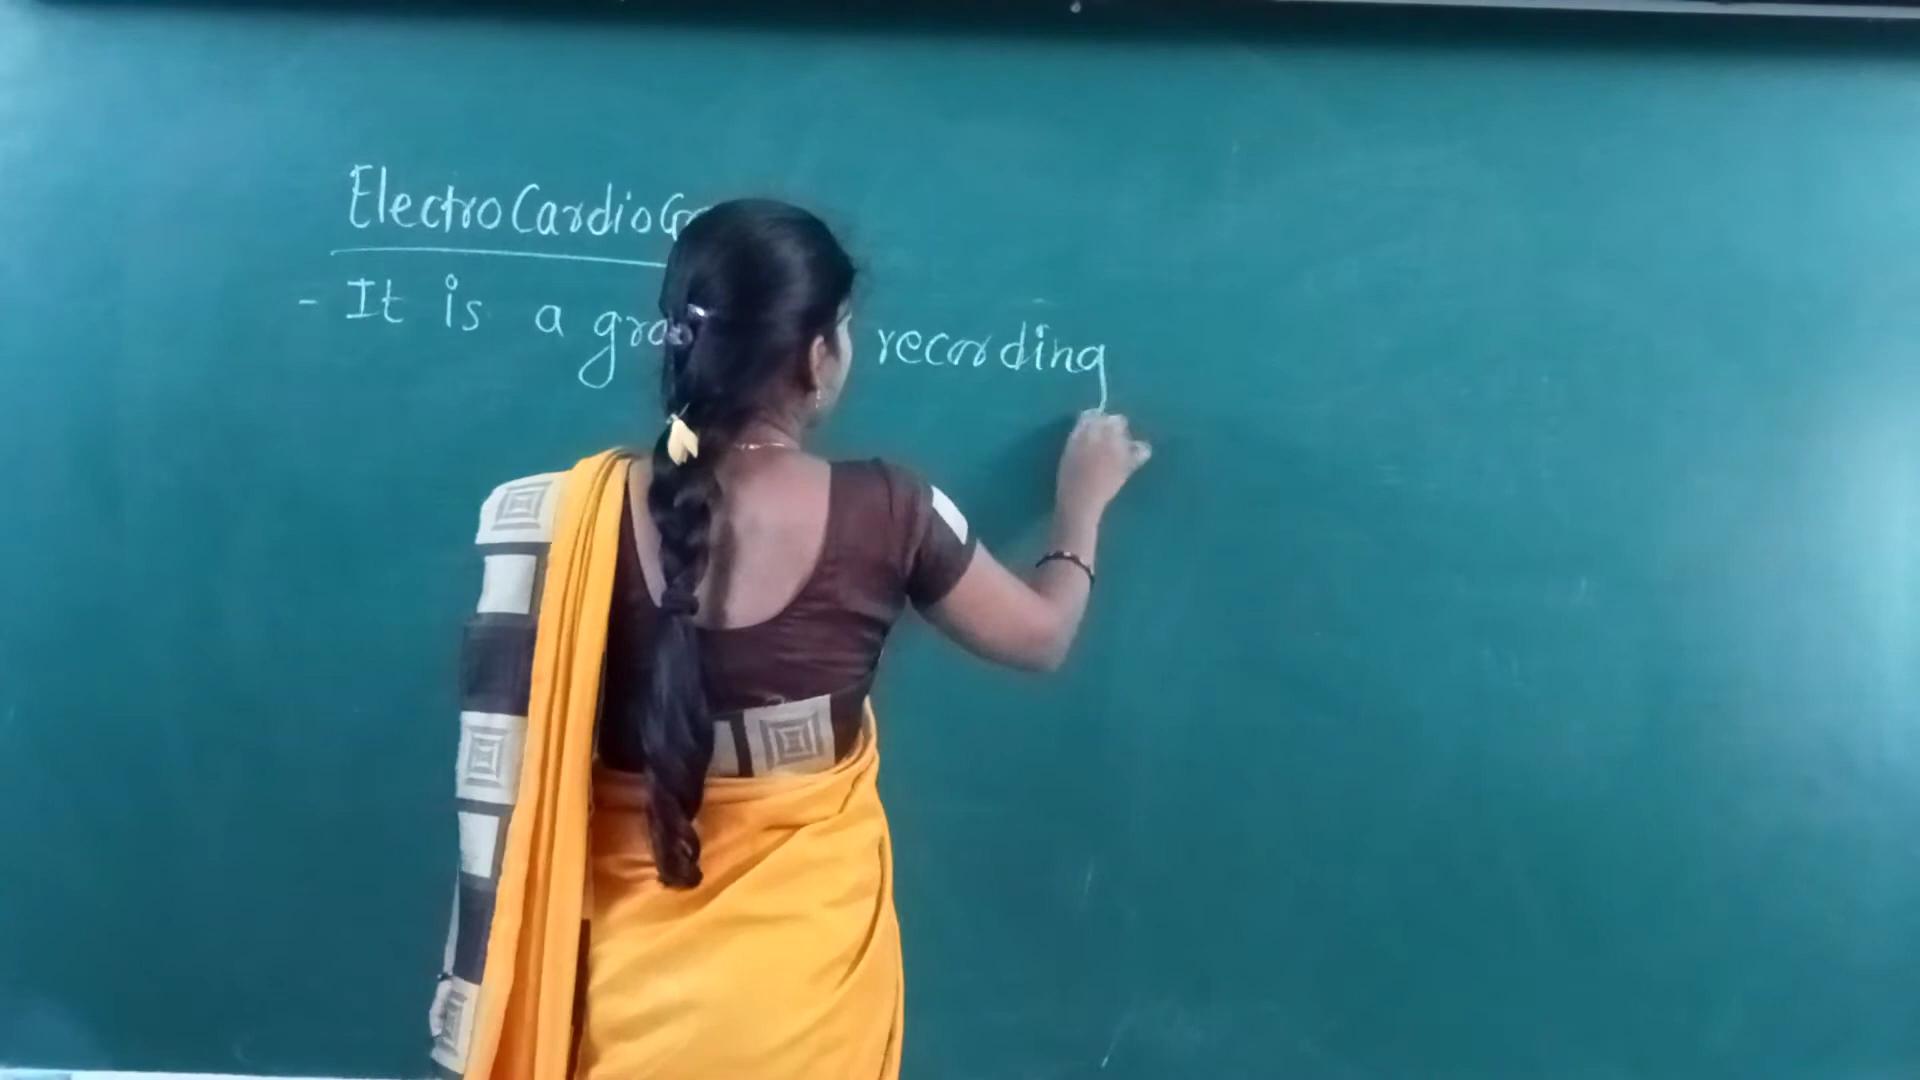 ElectroCardioG
- It is a gra recording